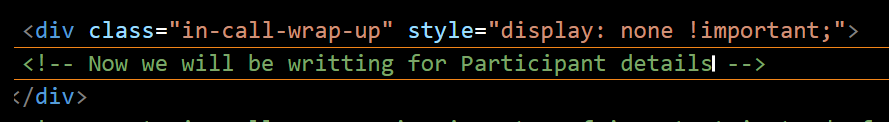 <div class="in-call-wrap-up" style="display: none !important;">
<!-- Now we will be writting for Participant details -->
</div>